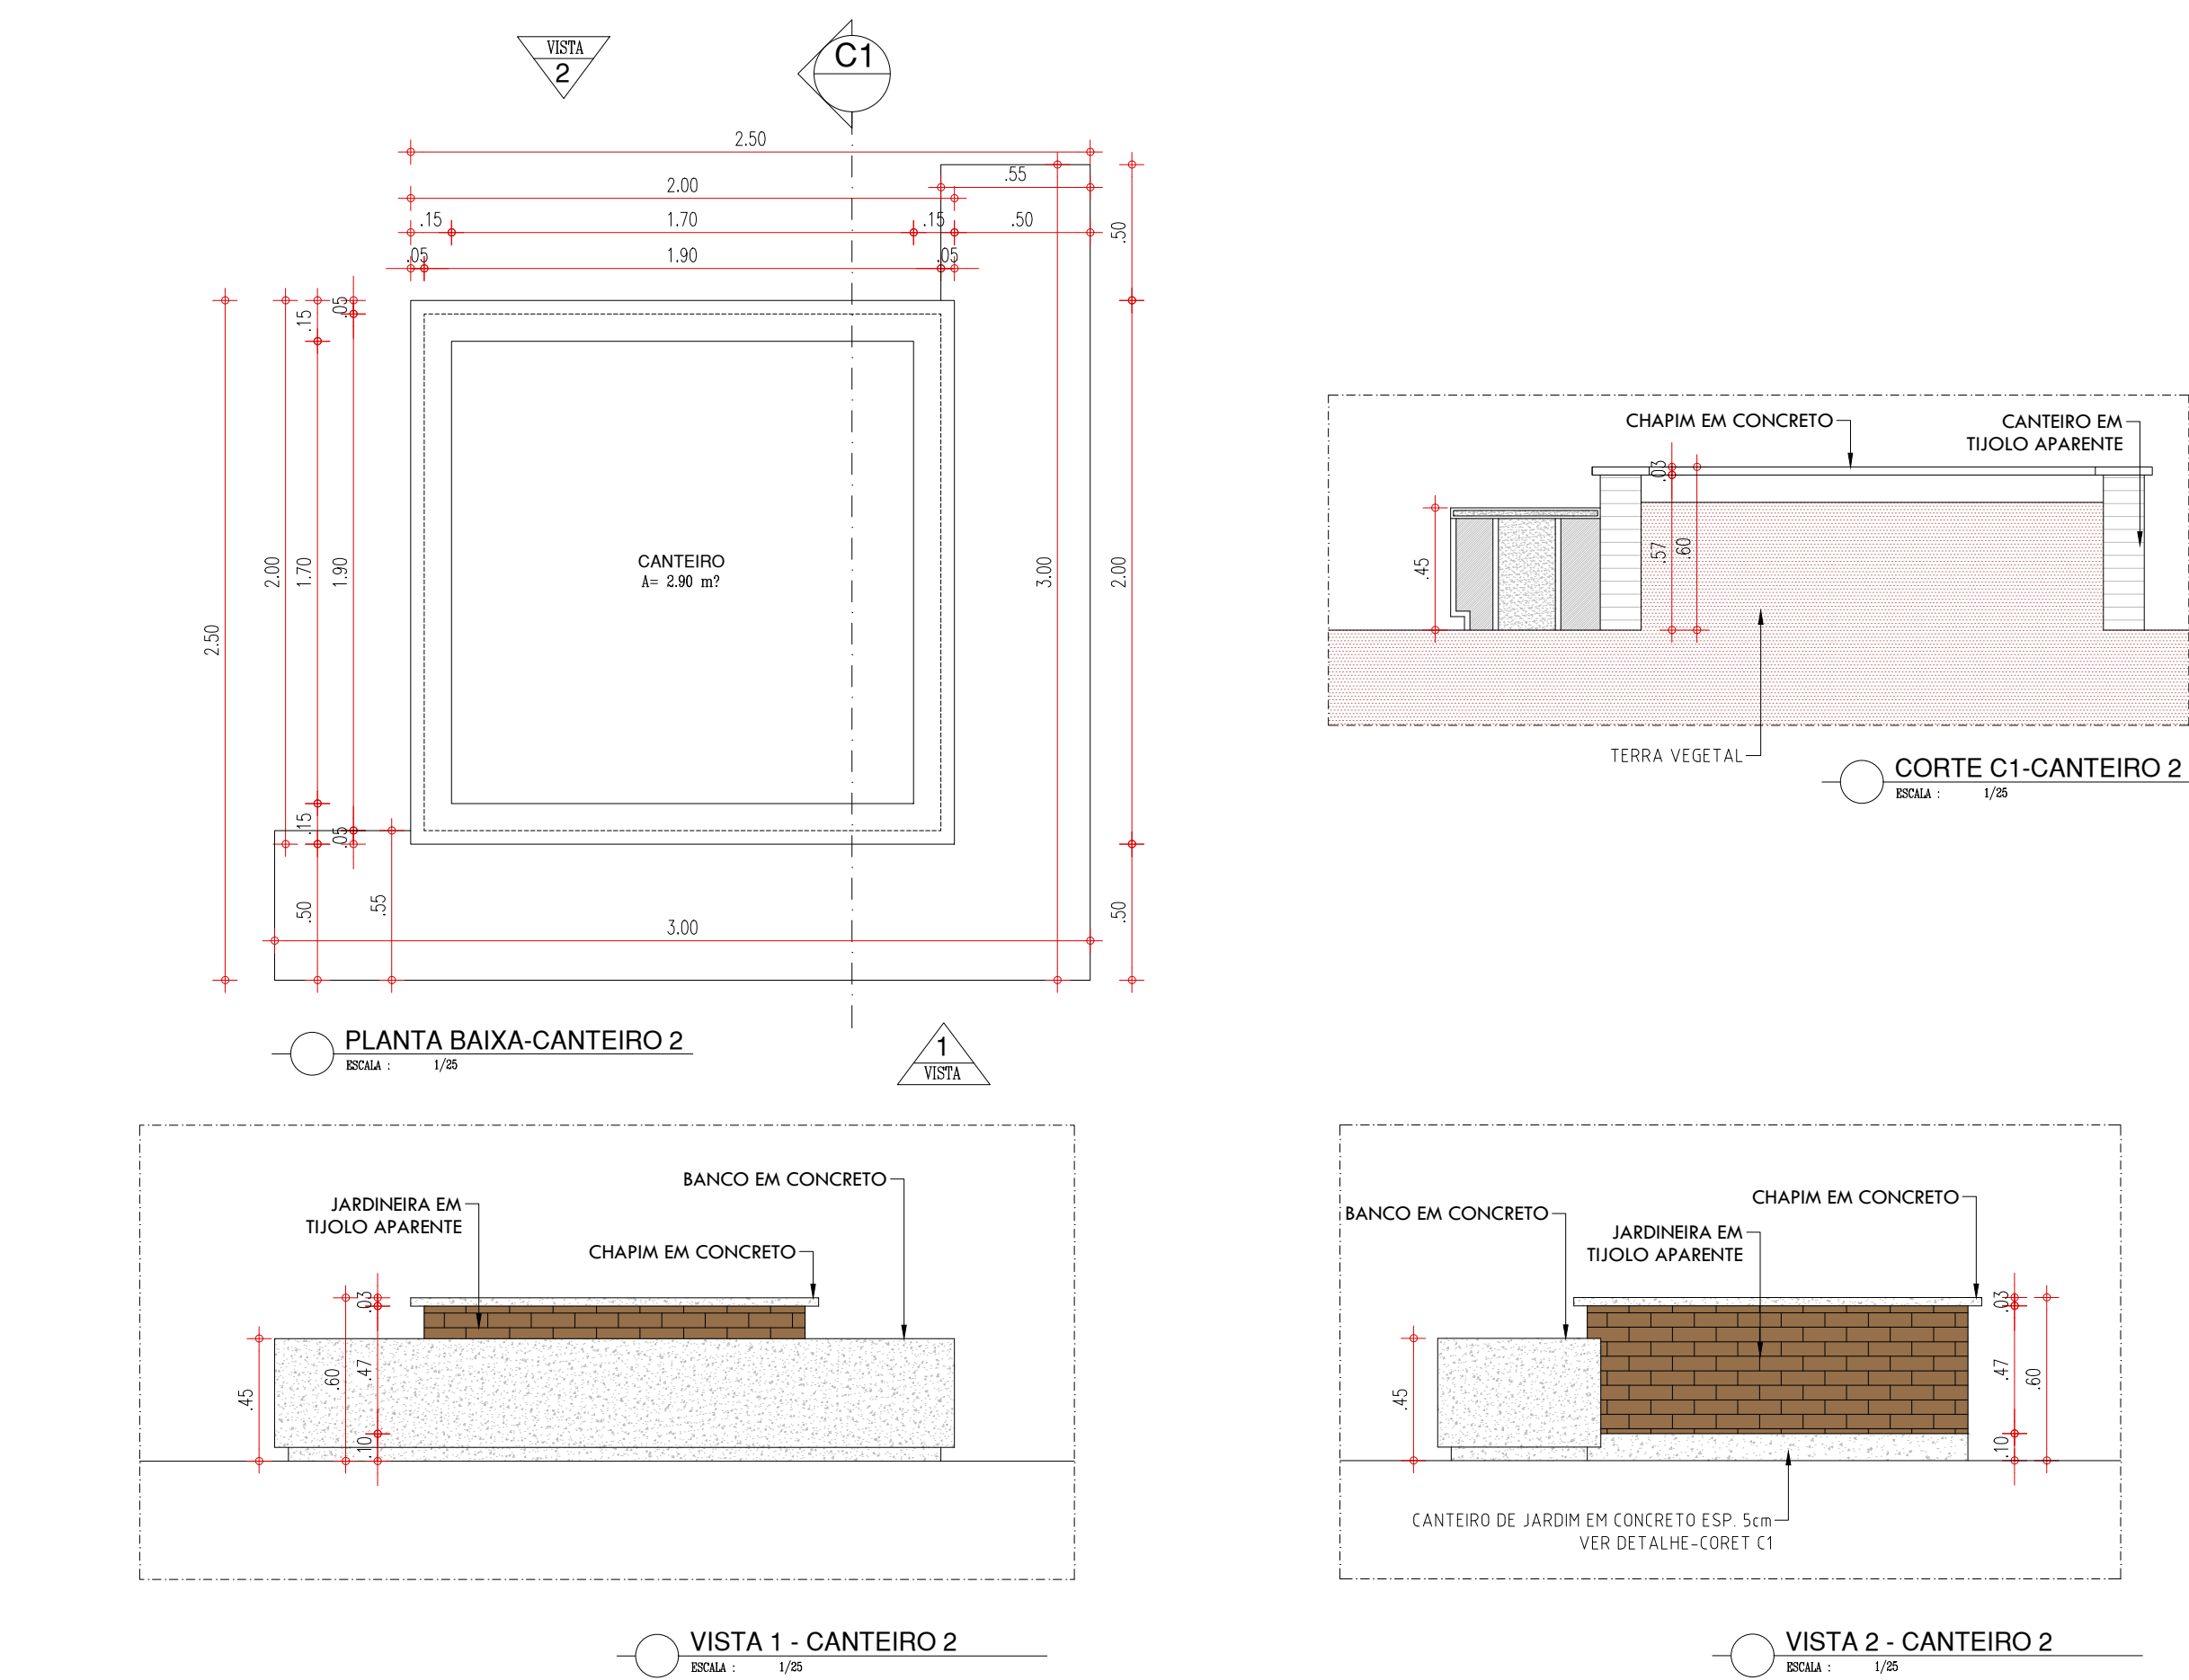 VISTA
2
C1
2.50
.55
2.00
.15
1.70
.15
.50
.50
.05
1.90
.05
.05
.15
2.00
1.70
1.90
2.50
CANTEIRO
A= 2.90 m?
3.00
2.00
.15
.05
.50
.55
3.00
.50
PLANTA BAIXA-CANTEIRO 2
ESCALA : 1/25
1
VISTA
CHAPIM EM CONCRETO
CANTEIRO EM
TIJOLO APARENTE
.03
.45
.57
.60
TERRA VEGETAL
CORTE C1-CANTEIRO 2
ESCALA : 1/25
BANCO EM CONCRETO
JARDINEIRA EM
TIJOLO APARENTE
CHAPIM EM CONCRETO
.03
.60
.47
.45
.10
VISTA 1 - CANTEIRO 2
ESCALA : 1/25
CHAPIM EM CONCRETO
BANCO EM CONCRETO
JARDINEIRA EM
TIJOLO APARENTE
.03
.45
.47
.60
.10
CANTEIRO DE JARDIM EM CONCRETO ESP. 5cm
VER DETALHE-CORET C1
VISTA 2 - CANTEIRO 2
ESCALA : 1/25